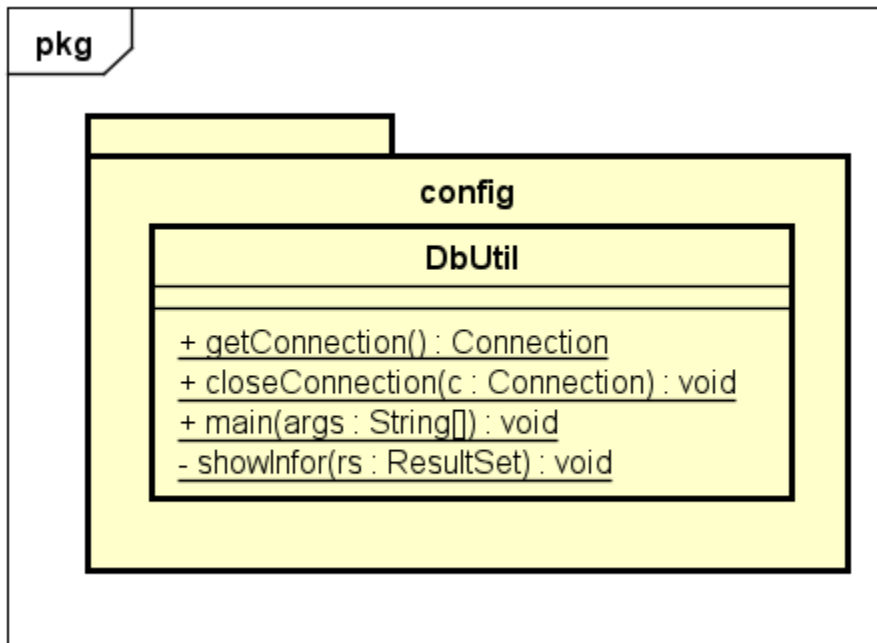 pkg
config
DbUtil
+ getConnection() : Connection
+ closeConnection(c : Connection) : void
+ main(args : String[]) : void
- showInfor(rs : ResultSet) : void